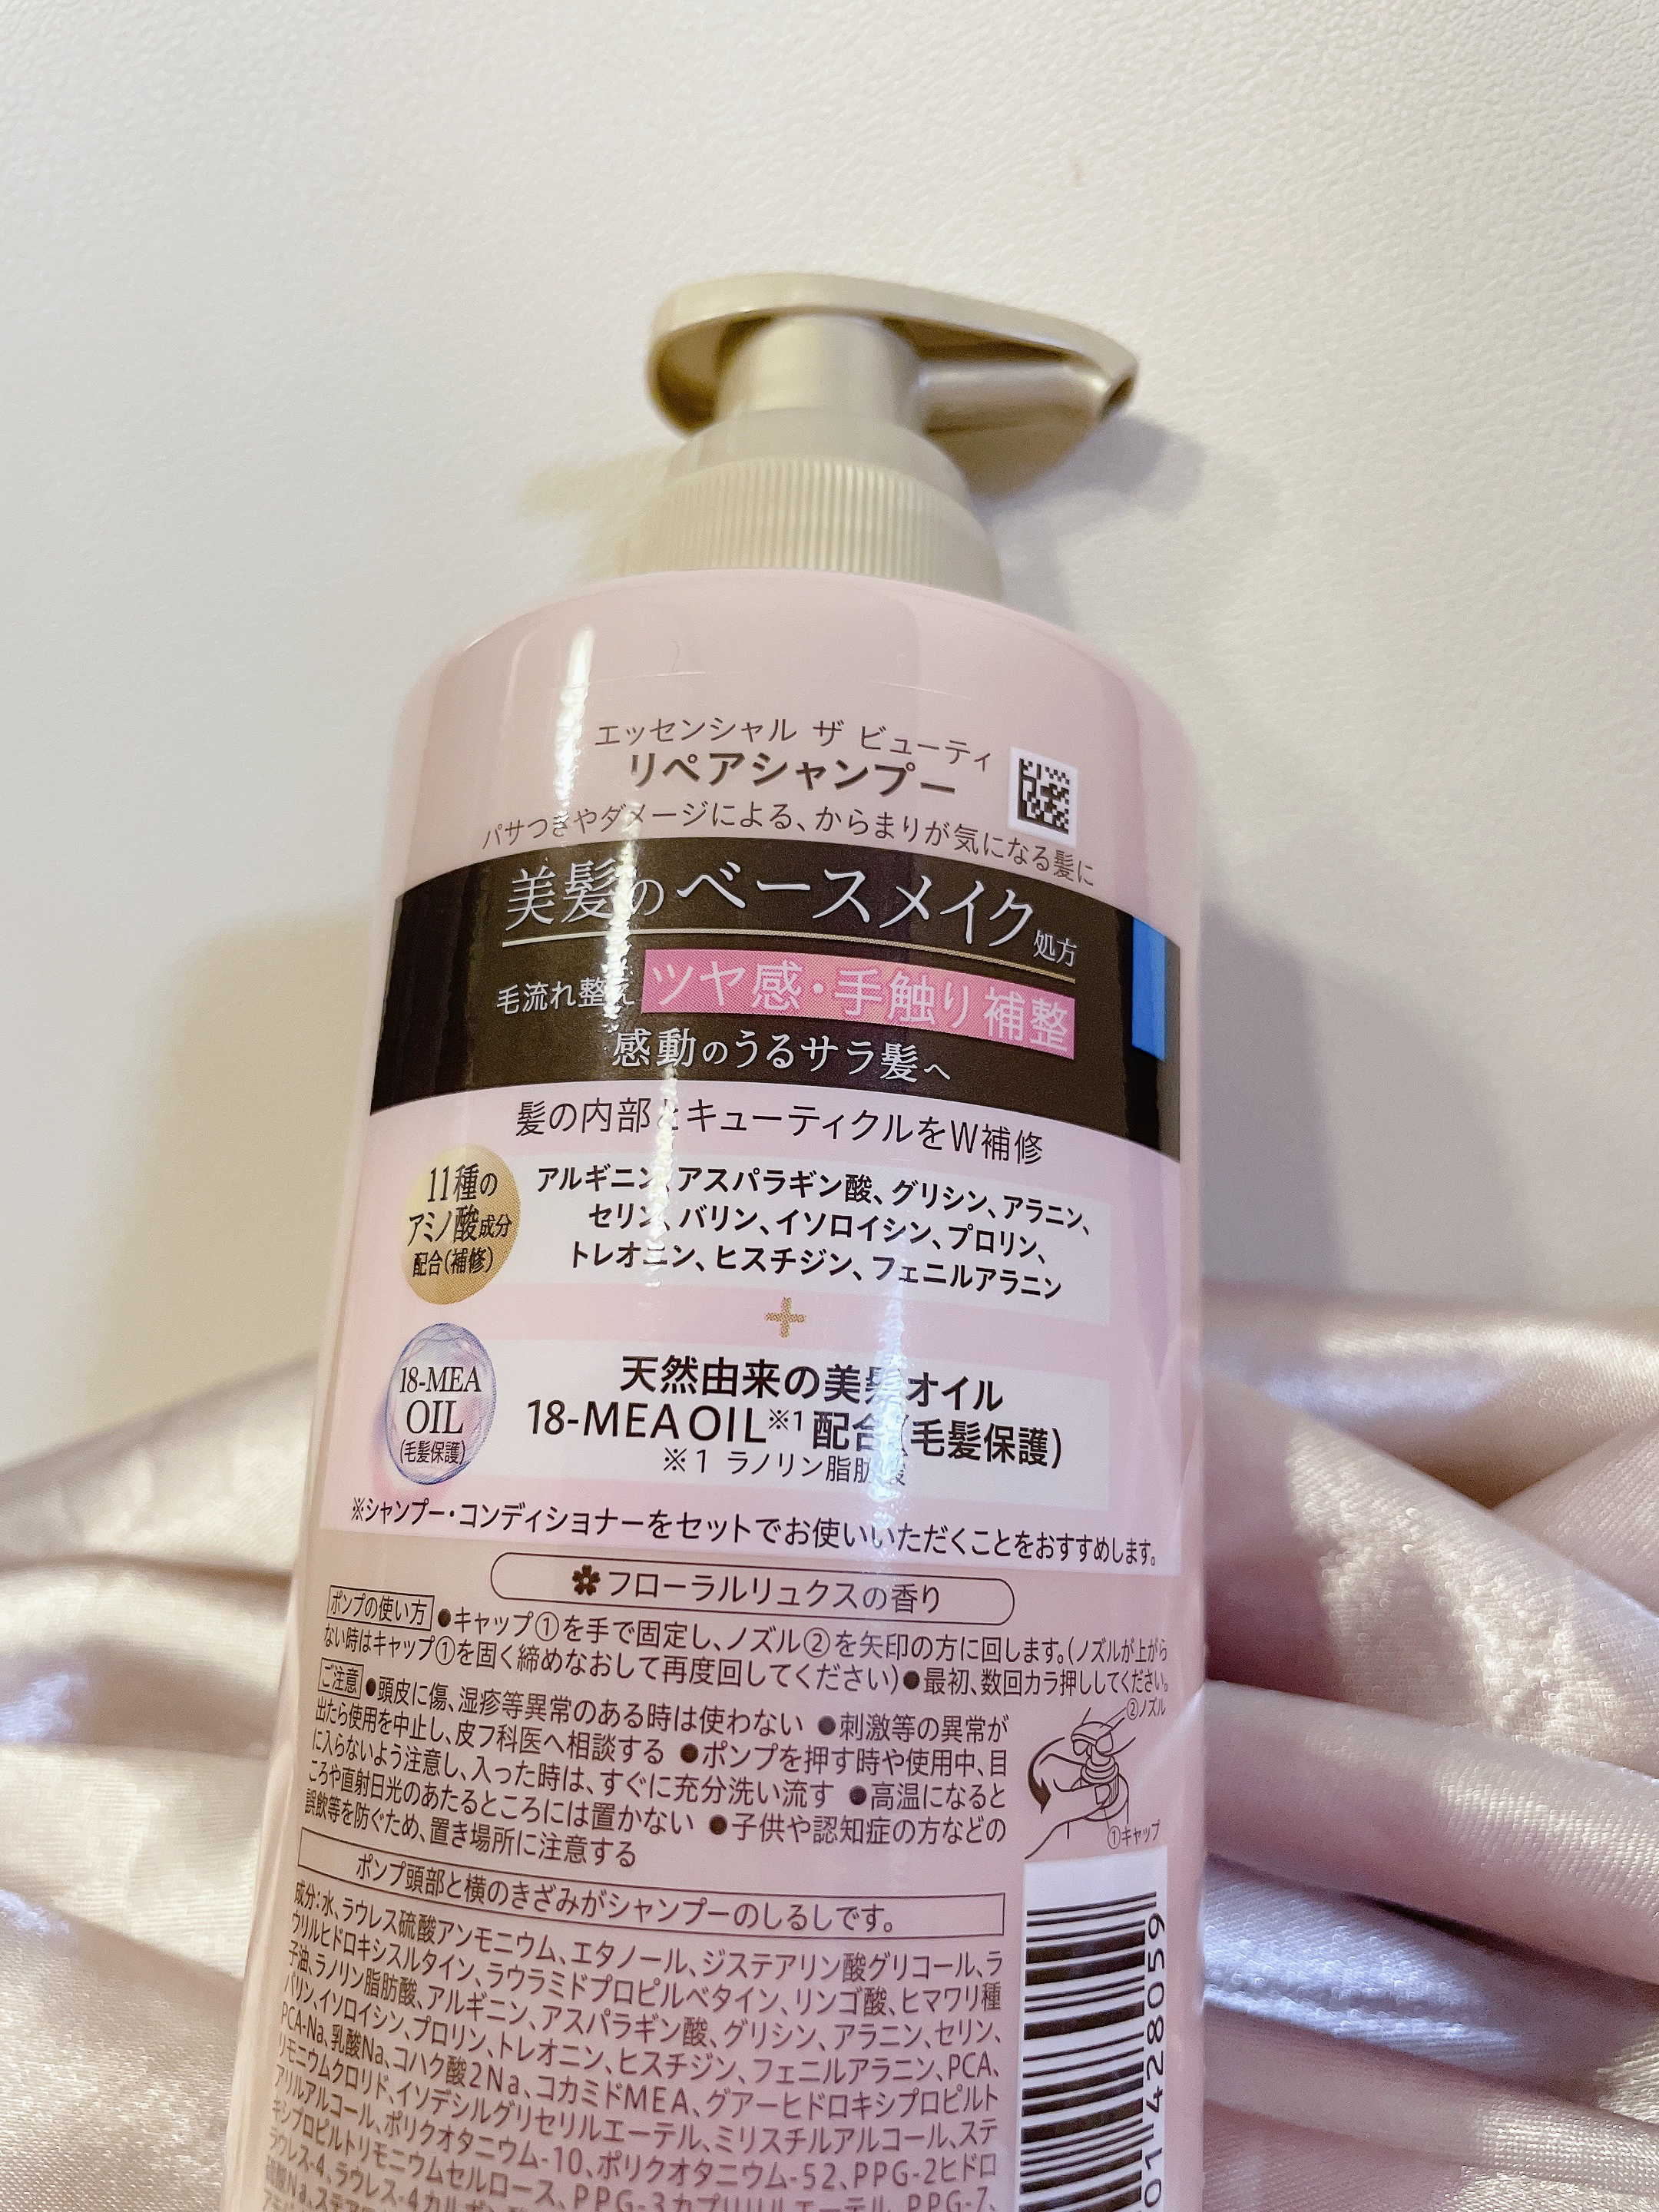 エッセンシャル ザ ビューティ
リペアシャンプー
パサつきやダメージによる、からまりが気になる髪に
美髪のベースメイク処方
毛流れ整え ツヤ感・手触り補整
感動のうるサラ髪へ
髪の内部とキューティクルをW補修
11種の
アミノ酸成分
配合(補修)
アルギニン、アスパラギン酸、グリシン、アラニン、
セリン、バリン、イソロイシン、プロリン、
トレオニン、ヒスチジン、フェニルアラニン
+
18-MEA
OIL
(毛髪保護)
天然由来の美髪オイル
18-MEA OIL※1配合(毛髪保護)
※1 ラノリン脂肪酸
※シャンプー・コンディショナーをセットでお使いいただくことをおすすめします。
フローラルリュクスの香り
ポンプの使い方 ●キャップ①を手で固定し、ノズル②を矢印の方に回します。(ノズルが上がら
ない時はキャップ①を固く締めなおして再度回してください)●最初、数回カラ押ししてください。
ご注意 ●頭皮に傷、湿疹等異常のある時は使わない ●刺激等の異常が
出たら使用を中止し、皮フ科医へ相談する ●ポンプを押す時や使用中、目
に入らないよう注意し、入った時は、すぐに充分洗い流す ●高温になると
ころや直射日光のあたるところには置かない ●子供や認知症の方などの
誤飲等を防ぐため、置き場所に注意する
②ノズル
①キャップ
ポンプ頭部と横のきざみがシャンプーのしるしです。
成分：水、ラウレス硫酸アンモニウム、エタノール、ジステアリン酸グリコール、ラ
ウリルヒドロキシスルタイン、ラウラミドプロピルベタイン、リンゴ酸、ヒマワリ種
子油、ラノリン脂肪酸、アルギニン、アスパラギン酸、グリシン、アラニン、セリン、
バリン、イソロイシン、プロリン、トレオニン、ヒスチジン、フェニルアラニン、PCA、
PCA-Na、乳酸Na、コハク酸2Na、コカミドMEA、グアーヒドロキシプロピルト
リモニウムクロリド、イソデシルグリセリルエーテル、ミリスチルアルコール、ステ
アリルアルコール、ポリクオタニウム-10、ポリクオタニウム-52、PPG-2ヒドロ
キシプロピルトリモニウムセルロース、PPG-3カプリリルエーテル、PPG-7、
ラウレス-4、ラウレス-4カルボン
01 428059